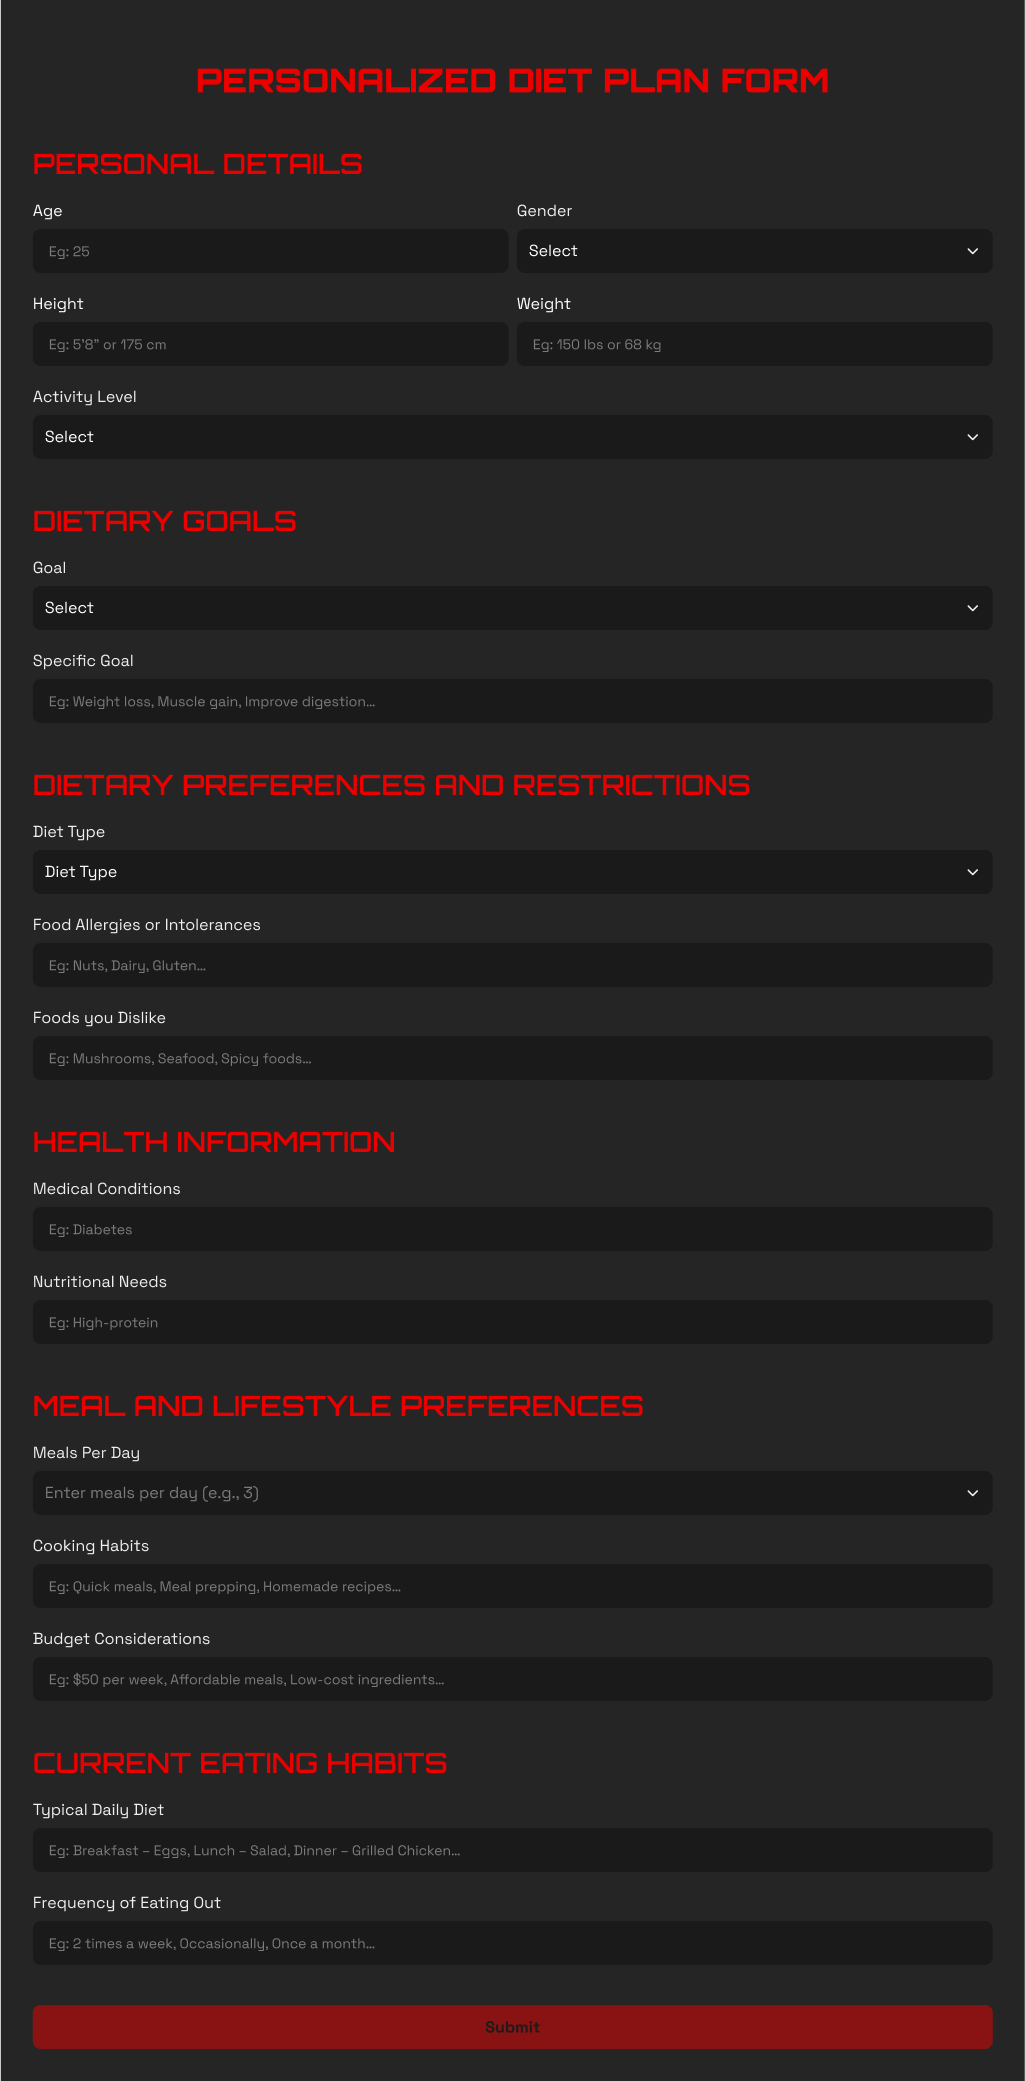 PERSONALIZED DIET PLAN FORM
PERSONAL DETAILS
Age
Gender
Eg: 25
Select
Height
Weight
Eg: 5'8" or 175 cm
Eg: 150 lbs or 68 kg
Activity Level
Select
DIETARY GOALS
Goal
Select
Specific Goal
Eg: Weight loss, Muscle gain, Improve digestion...
DIETARY PREFERENCES AND RESTRICTIONS
Diet Type
Diet Type
Food Allergies or Intolerances
Eg: Nuts, Dairy, Gluten...
Foods you Dislike
Eg: Mushrooms, Seafood, Spicy foods...
HEALTH INFORMATION
Medical Conditions
Eg: Diabetes
Nutritional Needs
Eg: High-protein
MEAL AND LIFESTYLE PREFERENCES
Meals Per Day
Enter meals per day (e.g., 3)
Cooking Habits
Eg: Quick meals, Meal prepping, Homemade recipes...
Budget Considerations
Eg: $50 per week, Affordable meals, Low-cost ingredients...
CURRENT EATING HABITS
Typical Daily Diet
Eg: Breakfast – Eggs, Lunch – Salad, Dinner – Grilled Chicken...
Frequency of Eating Out
Eg: 2 times a week, Occasionally, Once a month...
Submit